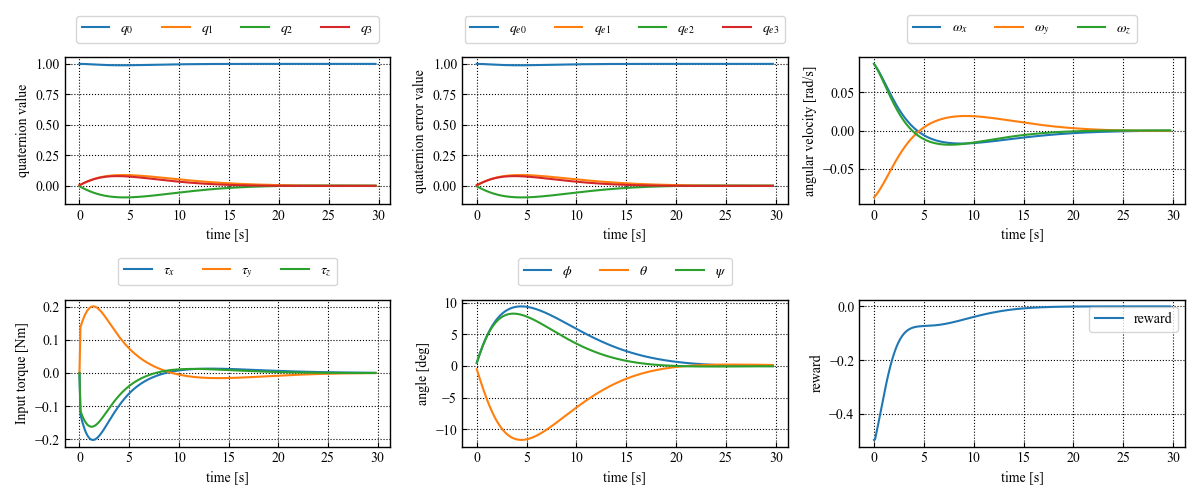 q0 q1 q2 q3
quaternion value
1.00
0.75
0.50
0.25
0.00
0 5 10 15 20 25 30
time [s]
qe0 qe1 qe2 qe3
quaternion error value
1.00
0.75
0.50
0.25
0.00
0 5 10 15 20 25 30
time [s]
ωx ωy ωz
angular velocity [rad/s]
0.05
0.00
−0.05
0 5 10 15 20 25 30
time [s]
τx τy τz
Input torque [Nm]
0.2
0.1
0.0
−0.1
−0.2
0 5 10 15 20 25 30
time [s]
ϕ θ ψ
angle [deg]
10
5
0
−5
−10
0 5 10 15 20 25 30
time [s]
reward
reward
0.0
−0.2
−0.4
0 5 10 15 20 25 30
time [s]